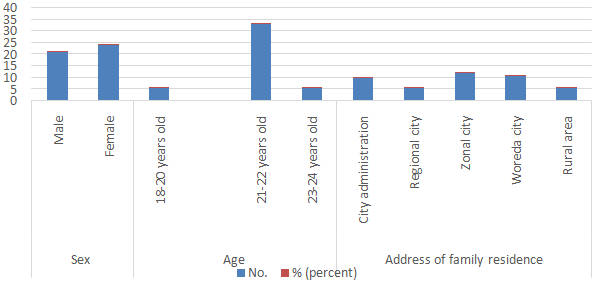 40
35
30
25
20
15
10
5
0
Male
Female
18-20 years old
21-22 years old
23-24 years old
City administration
Regional city
Zonal city
Woreda city
Rural area
Sex
Age
Address of family residence
No.
% (percent)